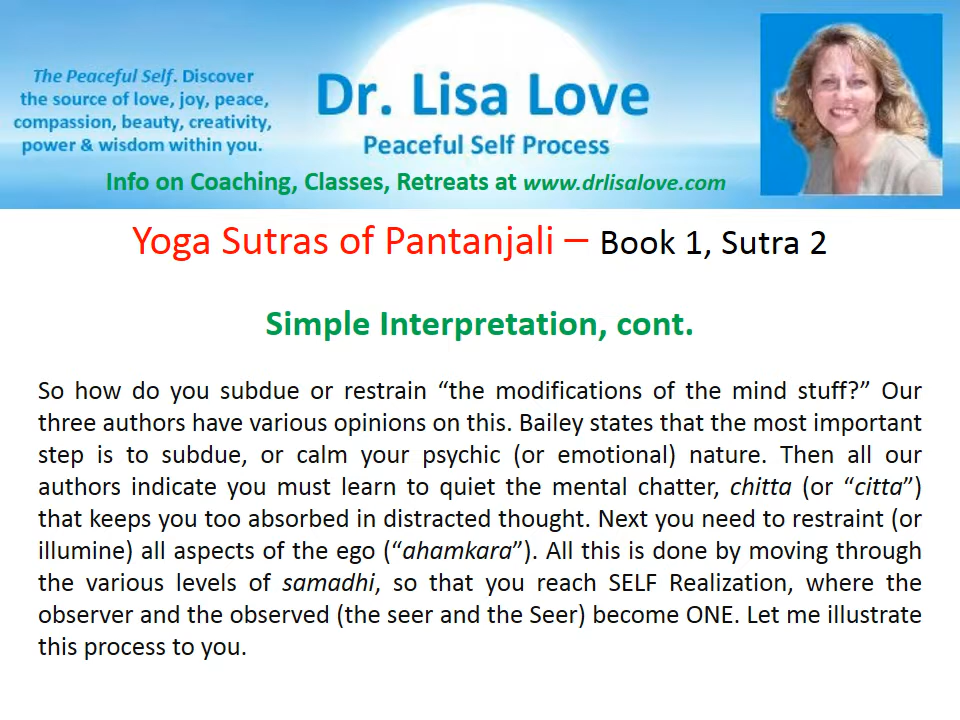 The Peaceful Self. Discover
the source of love, joy, peace,
compassion, beauty, creativity,
power & wisdom within you.
Dr. Lisa Love
Peaceful Self Process
Info on Coaching, Classes, Retreats at www.drlisalove.com
Yoga Sutras of Pantanjali – Book 1, Sutra 2
Simple Interpretation, cont.
So how do you subdue or restrain “the modifications of the mind stuff?” Our
three authors have various opinions on this. Bailey states that the most important
step is to subdue, or calm your psychic (or emotional) nature. Then all our
authors indicate you must learn to quiet the mental chatter, chitta (or “citta”)
that keeps you too absorbed in distracted thought. Next you need to restraint (or
illumine) all aspects of the ego (“ahamkara”). All this is done by moving through
the various levels of samadhi, so that you reach SELF Realization, where the
observer and the observed (the seer and the Seer) become ONE. Let me illustrate
this process to you.